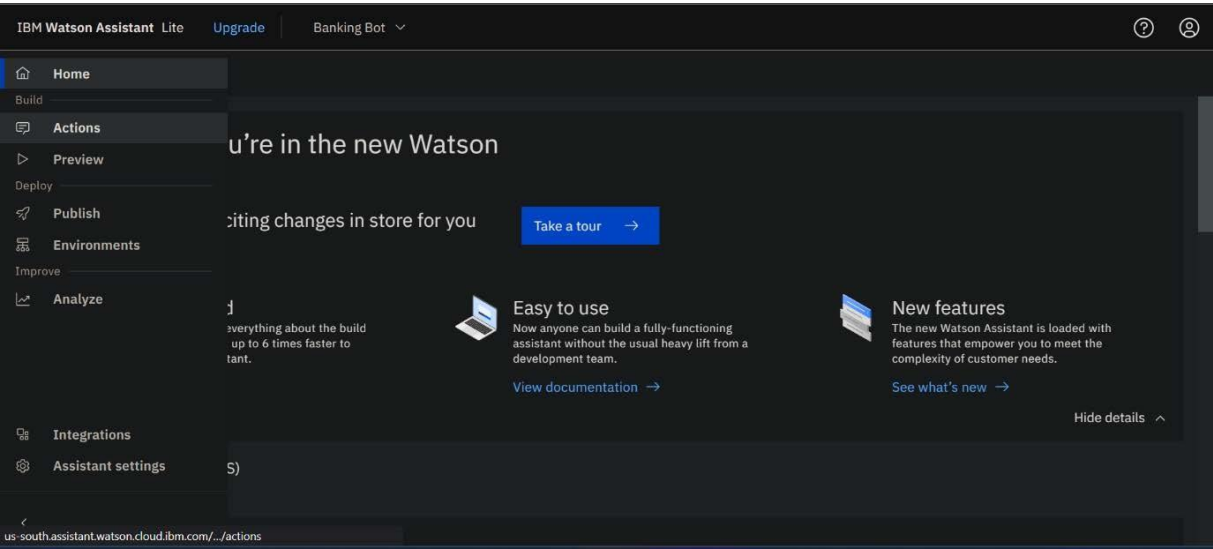 IBM Watson Assistant Lite Upgrade Banking Bot
Home
Build
Actions
Preview
Deploy
Publish
Environments
Improve
Analyze
Integrations
Assistant settings
u're in the new Watson
citing changes in store for you
Take a tour →
d
everything about the build
up to 6 times faster to
tant.
Easy to use
Now anyone can build a fully-functioning
assistant without the usual heavy lift from a
development team.
View documentation →
New features
The new Watson Assistant is loaded with
features that empower you to meet the
complexity of customer needs.
See what's new →
Hide details
S)
us-south.assistant.watson.cloud.ibm.com/.../actions